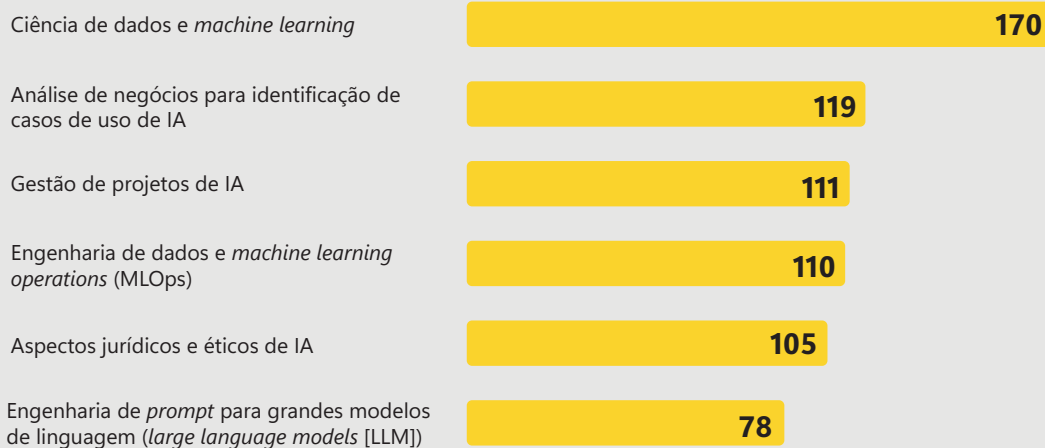 Ciência de dados e machine learning
170
Análise de negócios para identificação de
casos de uso de IA
119
Gestão de projetos de IA
111
Engenharia de dados e machine learning
operations (MLOps)
110
Aspectos jurídicos e éticos de IA
105
Engenharia de prompt para grandes modelos
de linguagem (large language models [LLM])
78